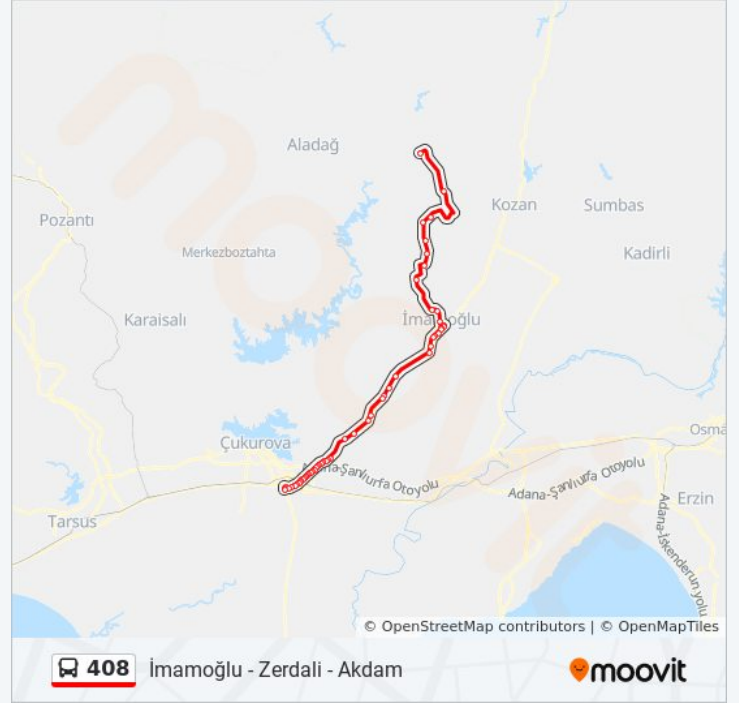 Aladağ
Kozan
Sumbas
Pozantı
Merkezboztahta
Kadirli
Karaisalı
İmamoğlu
Çukurova
Osma
Adana-Şanlıurfa Otoyolu
Adana-Şanlıurfa Otoyolu
Erzin
Tarsus
Adana-İskenderun yolu
moovit
© OpenStreetMap contributors | © OpenMapTiles
408 İmamoğlu - Zerdali - Akdam
moovit